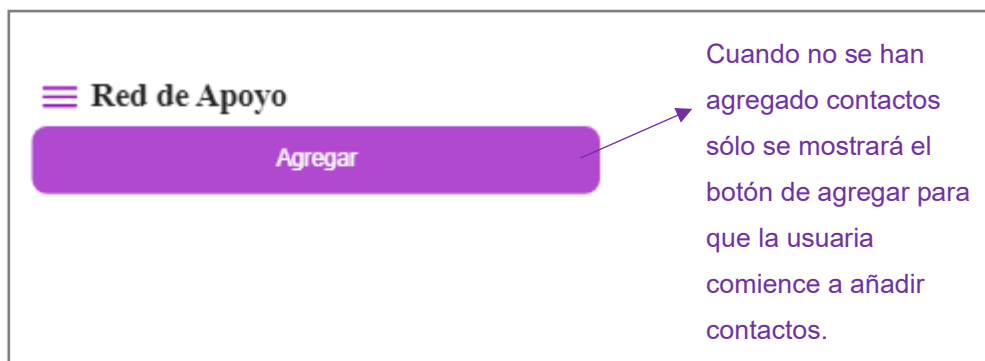 Red de Apoyo
Agregar
Cuando no se han
agregado contactos
sólo se mostrará el
botón de agregar para
que la usuaria
comience a añadir
contactos.